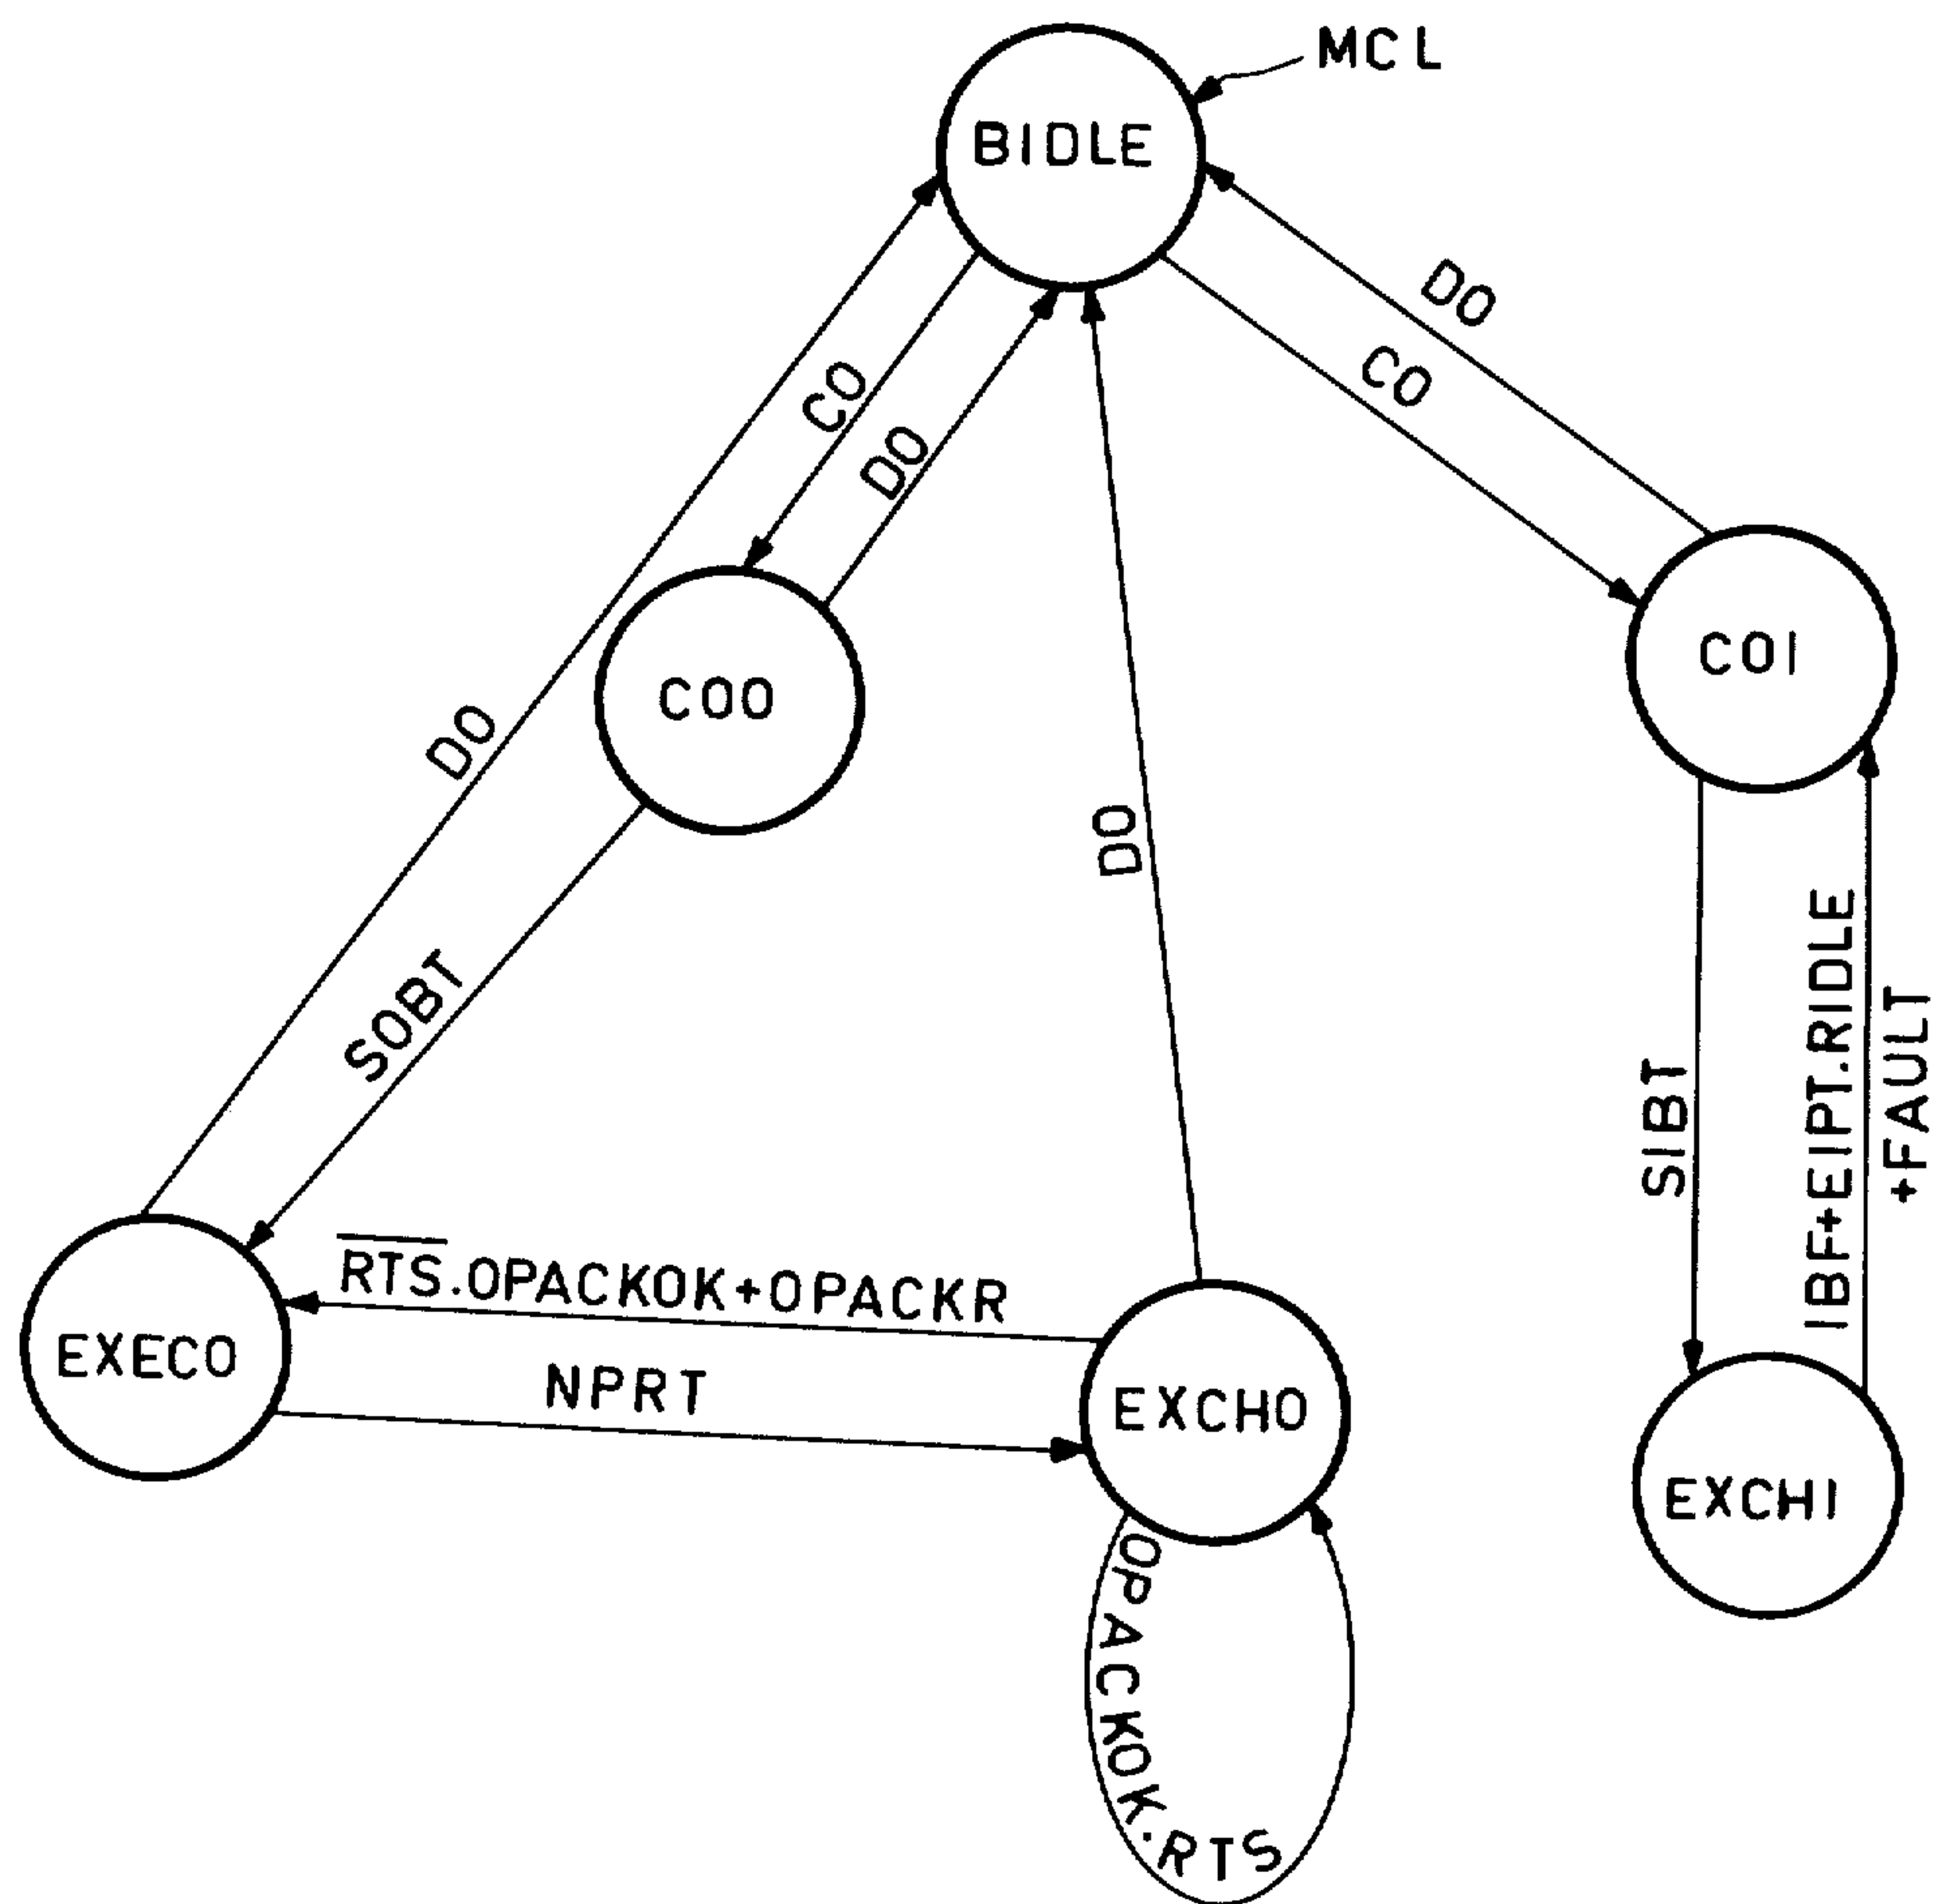 MCL
BIDLE
DO
CO
CO
DO
COI
COO
DO
DO
IBF+EIPT.RIDLE
+FAULT
SOBT
SIBT
R̅T̅S̅.OPACKOK+OPACKR
EXECO
NPRT
EXCHO
EXCHI
OPACKOK.RTS